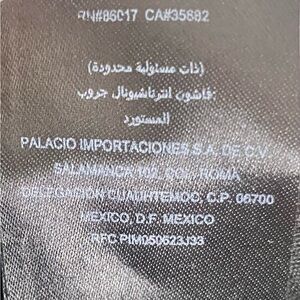 RN#86017 CA#35682
(ذات مسئولية محدودة)
فاشون انترناشيونال جروب:
المستورد
PALACIO IMPORTACIONES S.A. DE C.V.
SALAMANCA 102, COL. ROMA
DELEGACION CUAUHTEMOC, C.P. 06700
MEXICO, D.F. MEXICO
RFC PIM050623J33